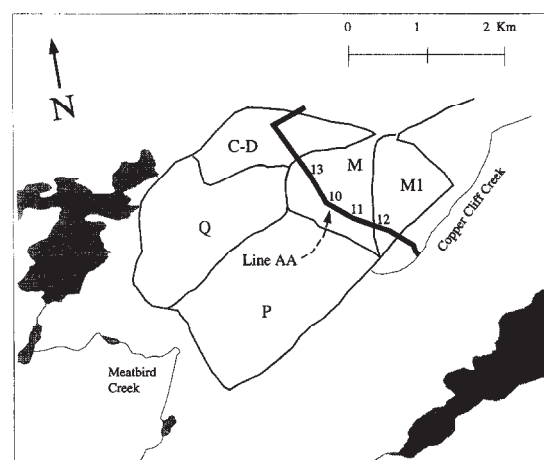 0 1 2 Km
N
C-D
13
M
M1
10
11
12
Q
Line AA
Copper Cliff Creek
P
Meatbird
Creek